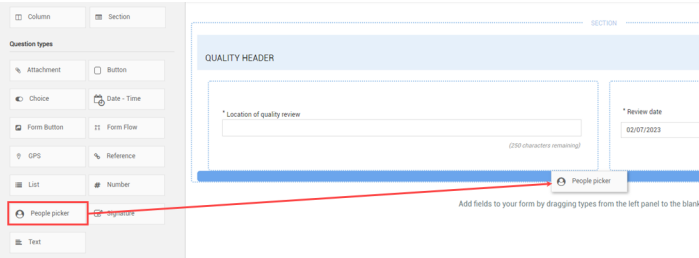 Column
Section
Question types
Attachment
Button
Choice
Date - Time
Form Button
Form Flow
GPS
Reference
List
# Number
People picker
Signature
Text
SECTION
QUALITY HEADER
* Location of quality review
(250 characters remaining)
* Review date
02/07/2023
People picker
Add fields to your form by dragging types from the left panel to the blank